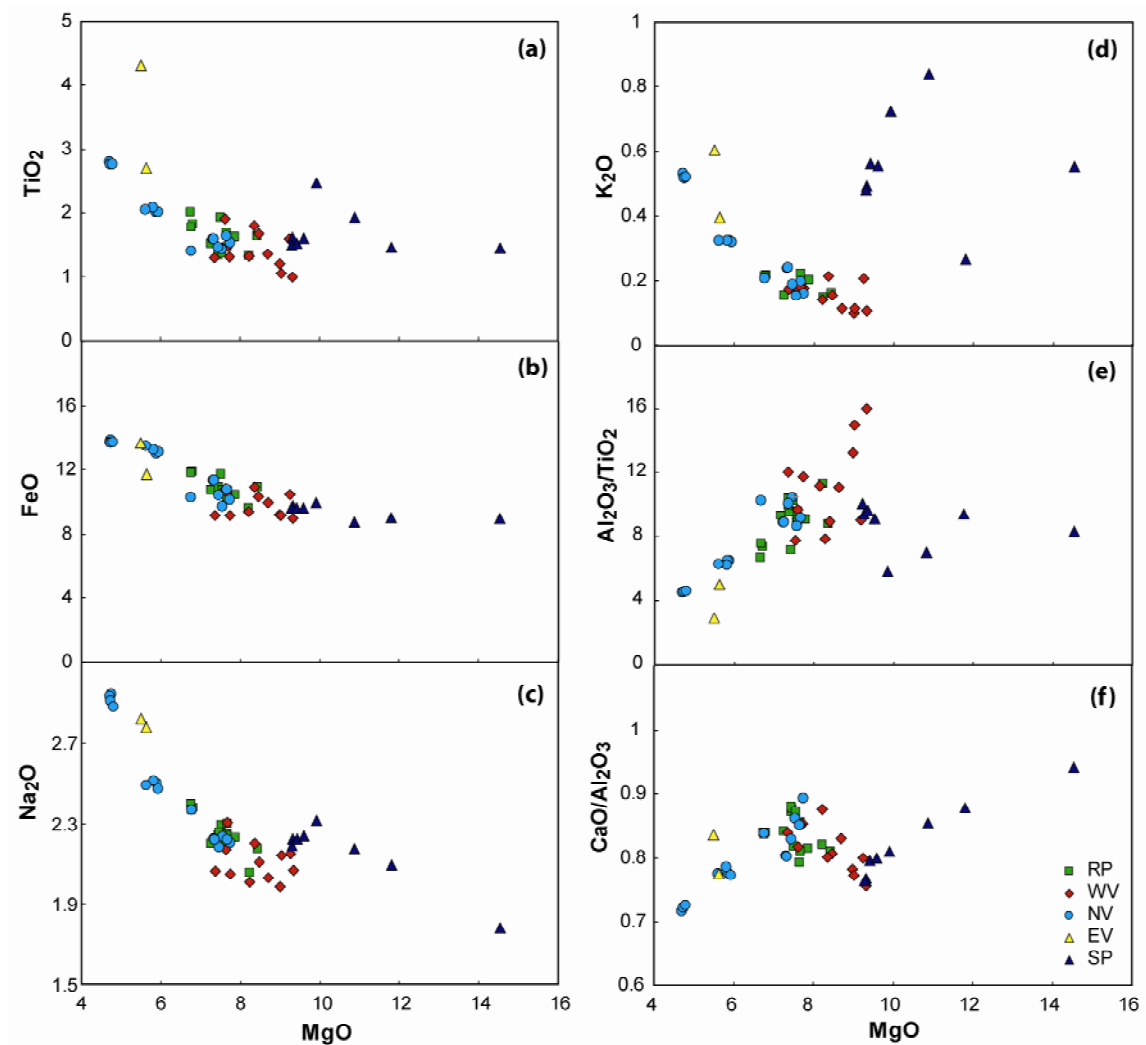 5
4
3
2
1
0
TiO2
(a)
16
12
8
4
0
FeO
(b)
2.7
2.3
1.9
1.5
Na2O
(c)
4 6 8 10 12 14 16
MgO
1
0.8
0.6
0.4
0.2
0
K2O
(d)
16
12
8
4
0
Al2O3/TiO2
(e)
1
0.9
0.8
0.7
0.6
CaO/Al2O3
(f)
RP
WV
NV
EV
SP
4 6 8 10 12 14 16
MgO